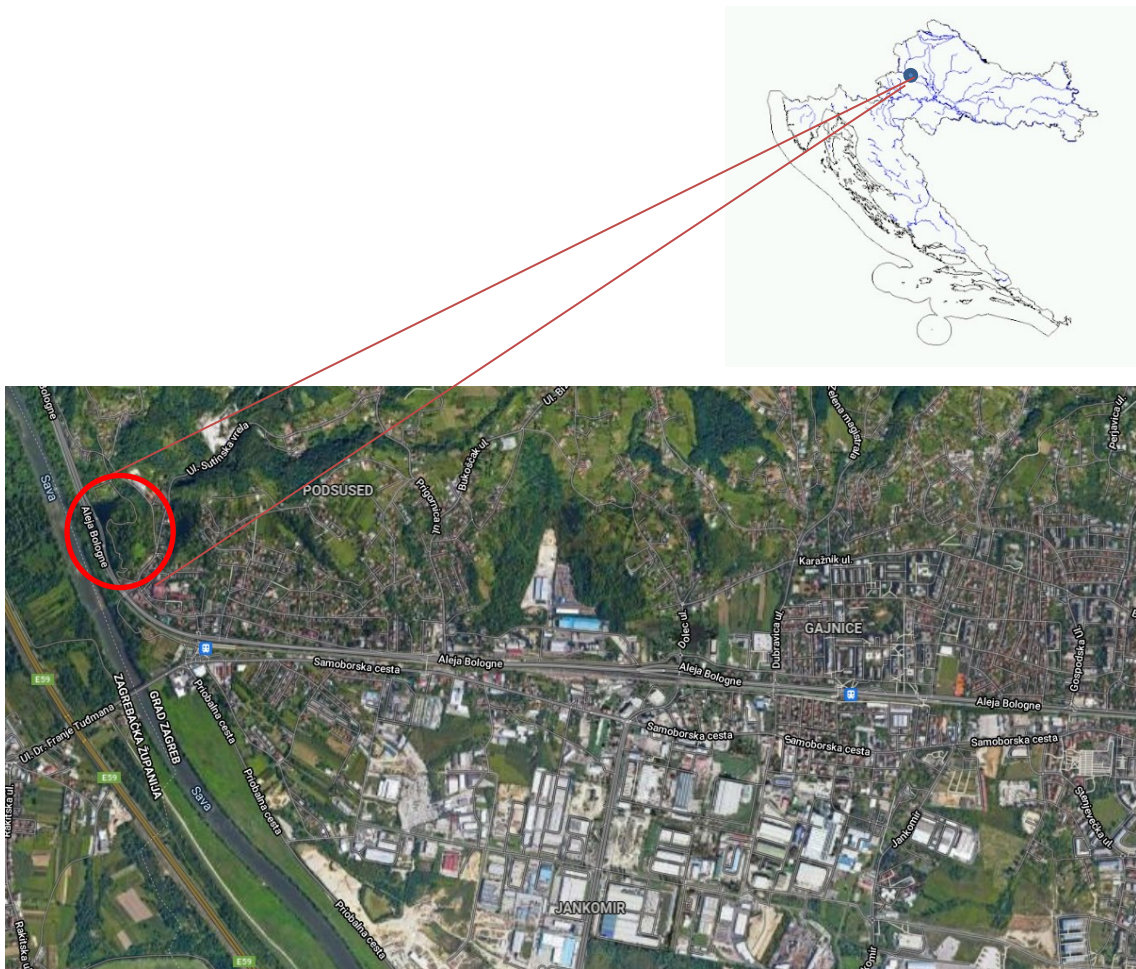 Bologne
Zelena magistrala
Perjavica ul.
Ul. Sutinska vrela
Bukoščak ul.
Sava
PODSUSED
Prigornica ul.
Aleja Bologne
Karažnik ul.
Dolec ul.
Dubravica ul.
GAJNICE
Gospodska ul.
Samoborska cesta
Aleja Bologne
Aleja Bologne
Aleja Bologne
E59
ZAGREBAČKA ŽUPANIJA
GRAD ZAGREB
Priobalna cesta
Ul. Dr. Franje Tuđmana
Samoborska cesta
Samoborska cesta
Samoborska cesta
E59
Rakitska ul.
Sava
Priobalna cesta
Jankomir
Stenjevečka ul.
JANKOMIR
Priobalna cesta
Rakitska
Jankomir
E59